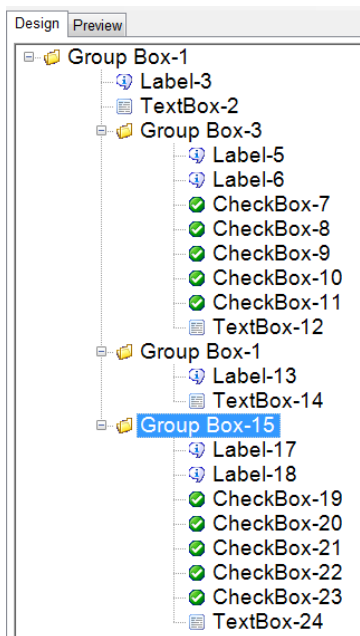 Design Preview
Group Box-1
Label-3
TextBox-2
Group Box-3
Label-5
Label-6
CheckBox-7
CheckBox-8
CheckBox-9
CheckBox-10
CheckBox-11
TextBox-12
Group Box-1
Label-13
TextBox-14
Group Box-15
Label-17
Label-18
CheckBox-19
CheckBox-20
CheckBox-21
CheckBox-22
CheckBox-23
TextBox-24